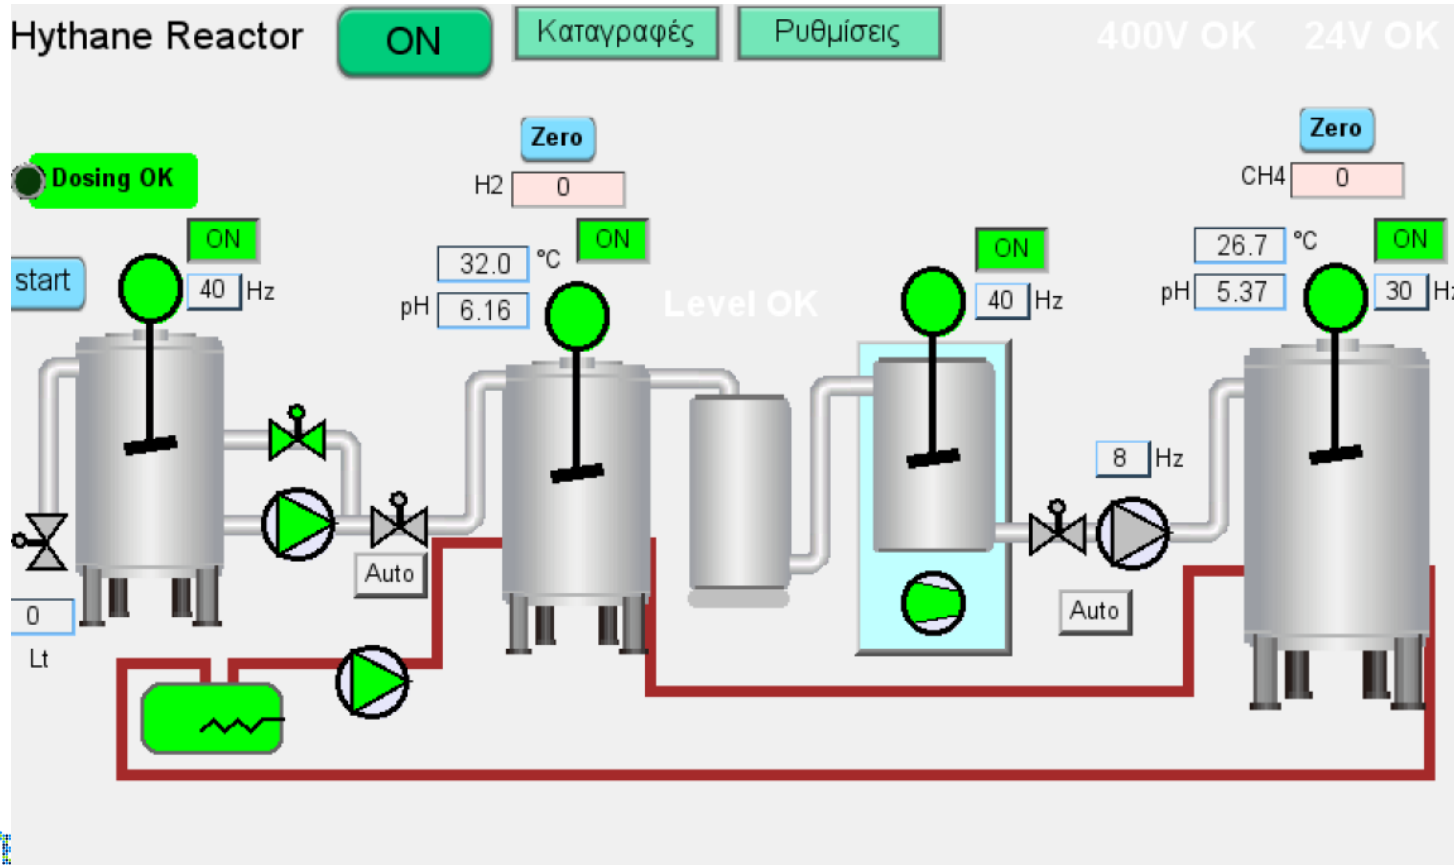 Hythane Reactor ON Καταγραφές Ρυθμίσεις 400V OK 24V OK
Zero Zero
Dosing OK H2 0 CH4 0
ON ON ON ON
start 40 Hz 32.0 °C 40 Hz 26.7 °C
pH 6.16 Level OK pH 5.37 30 Hz
8 Hz
Auto Auto
0
Lt